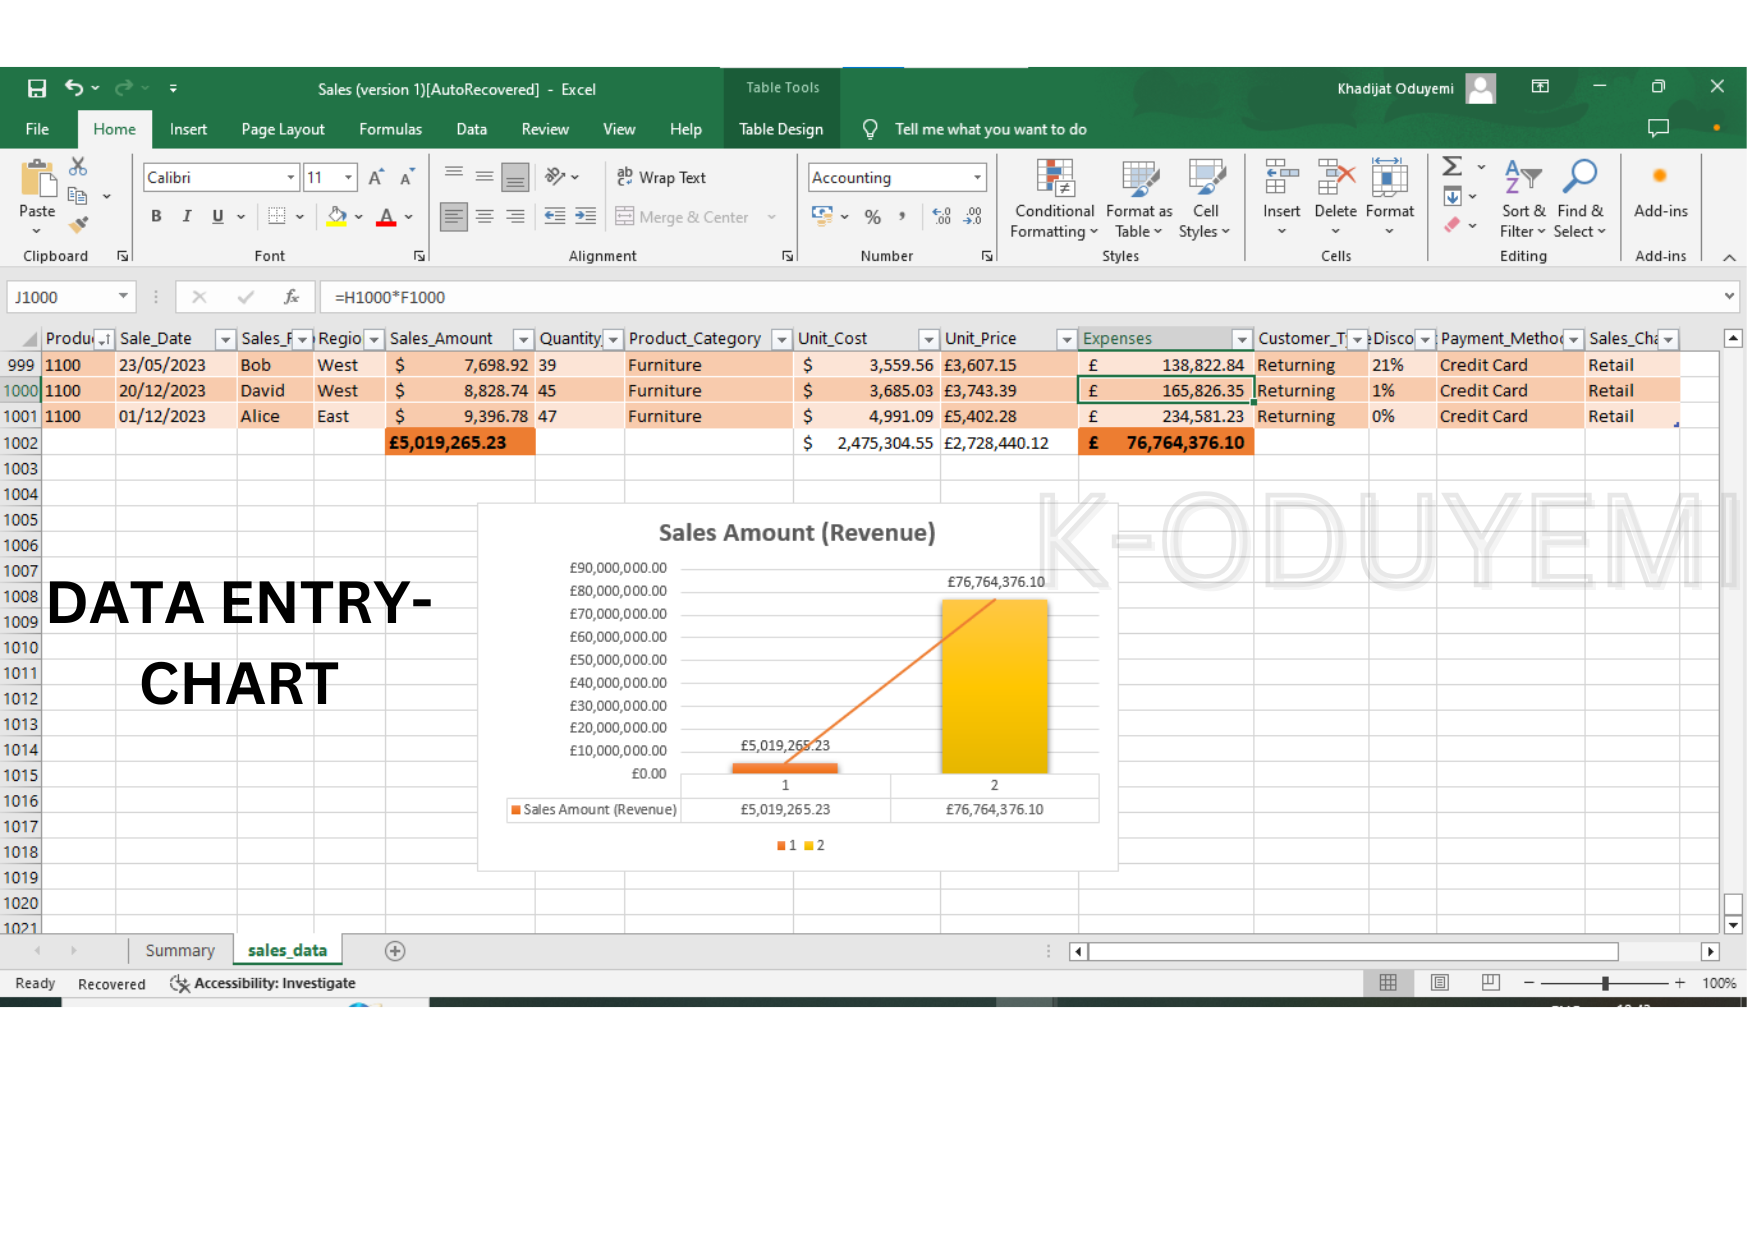 Sales (version 1)[AutoRecovered] - Excel
Table Tools
Khadijat Oduyemi
File Home Insert Page Layout Formulas Data Review View Help Table Design Tell me what you want to do
Calibri 11 Wrap Text Accounting
Paste B I U A Merge & Center % Conditional Formatting Format as Table Cell Styles Insert Delete Format Sort & Filter Find & Select Add-ins
Clipboard Font Alignment Number Styles Cells Editing Add-ins
J1000 fx =H1000*F1000
Produ Sale_Date Sales_F Regio Sales_Amount Quantity_ Product_Category Unit_Cost Unit_Price Expenses Customer_T Disco Payment_Metho Sales_Cha
999 1100 23/05/2023 Bob West $ 7,698.92 39 Furniture $ 3,559.56 £3,607.15 £ 138,822.84 Returning 21% Credit Card Retail
1000 1100 20/12/2023 David West $ 8,828.74 45 Furniture $ 3,685.03 £3,743.39 £ 165,826.35 Returning 1% Credit Card Retail
1001 1100 01/12/2023 Alice East $ 9,396.78 47 Furniture $ 4,991.09 £5,402.28 £ 234,581.23 Returning 0% Credit Card Retail
1002 £5,019,265.23 $ 2,475,304.55 £2,728,440.12 £ 76,764,376.10
1003
1004
1005
1006
1007
1008
1009
1010
1011
1012
1013
1014
1015
1016
1017
1018
1019
1020
1021
K-ODUYEMI
DATA ENTRY-
CHART
Sales Amount (Revenue)
£90,000,000.00
£80,000,000.00
£70,000,000.00
£60,000,000.00
£50,000,000.00
£40,000,000.00
£30,000,000.00
£20,000,000.00
£10,000,000.00
£0.00
£76,764,376.10
£5,019,265.23
1 2
Sales Amount (Revenue) £5,019,265.23 £76,764,376.10
1 2
Summary sales_data
Ready Recovered Accessibility: Investigate 100%